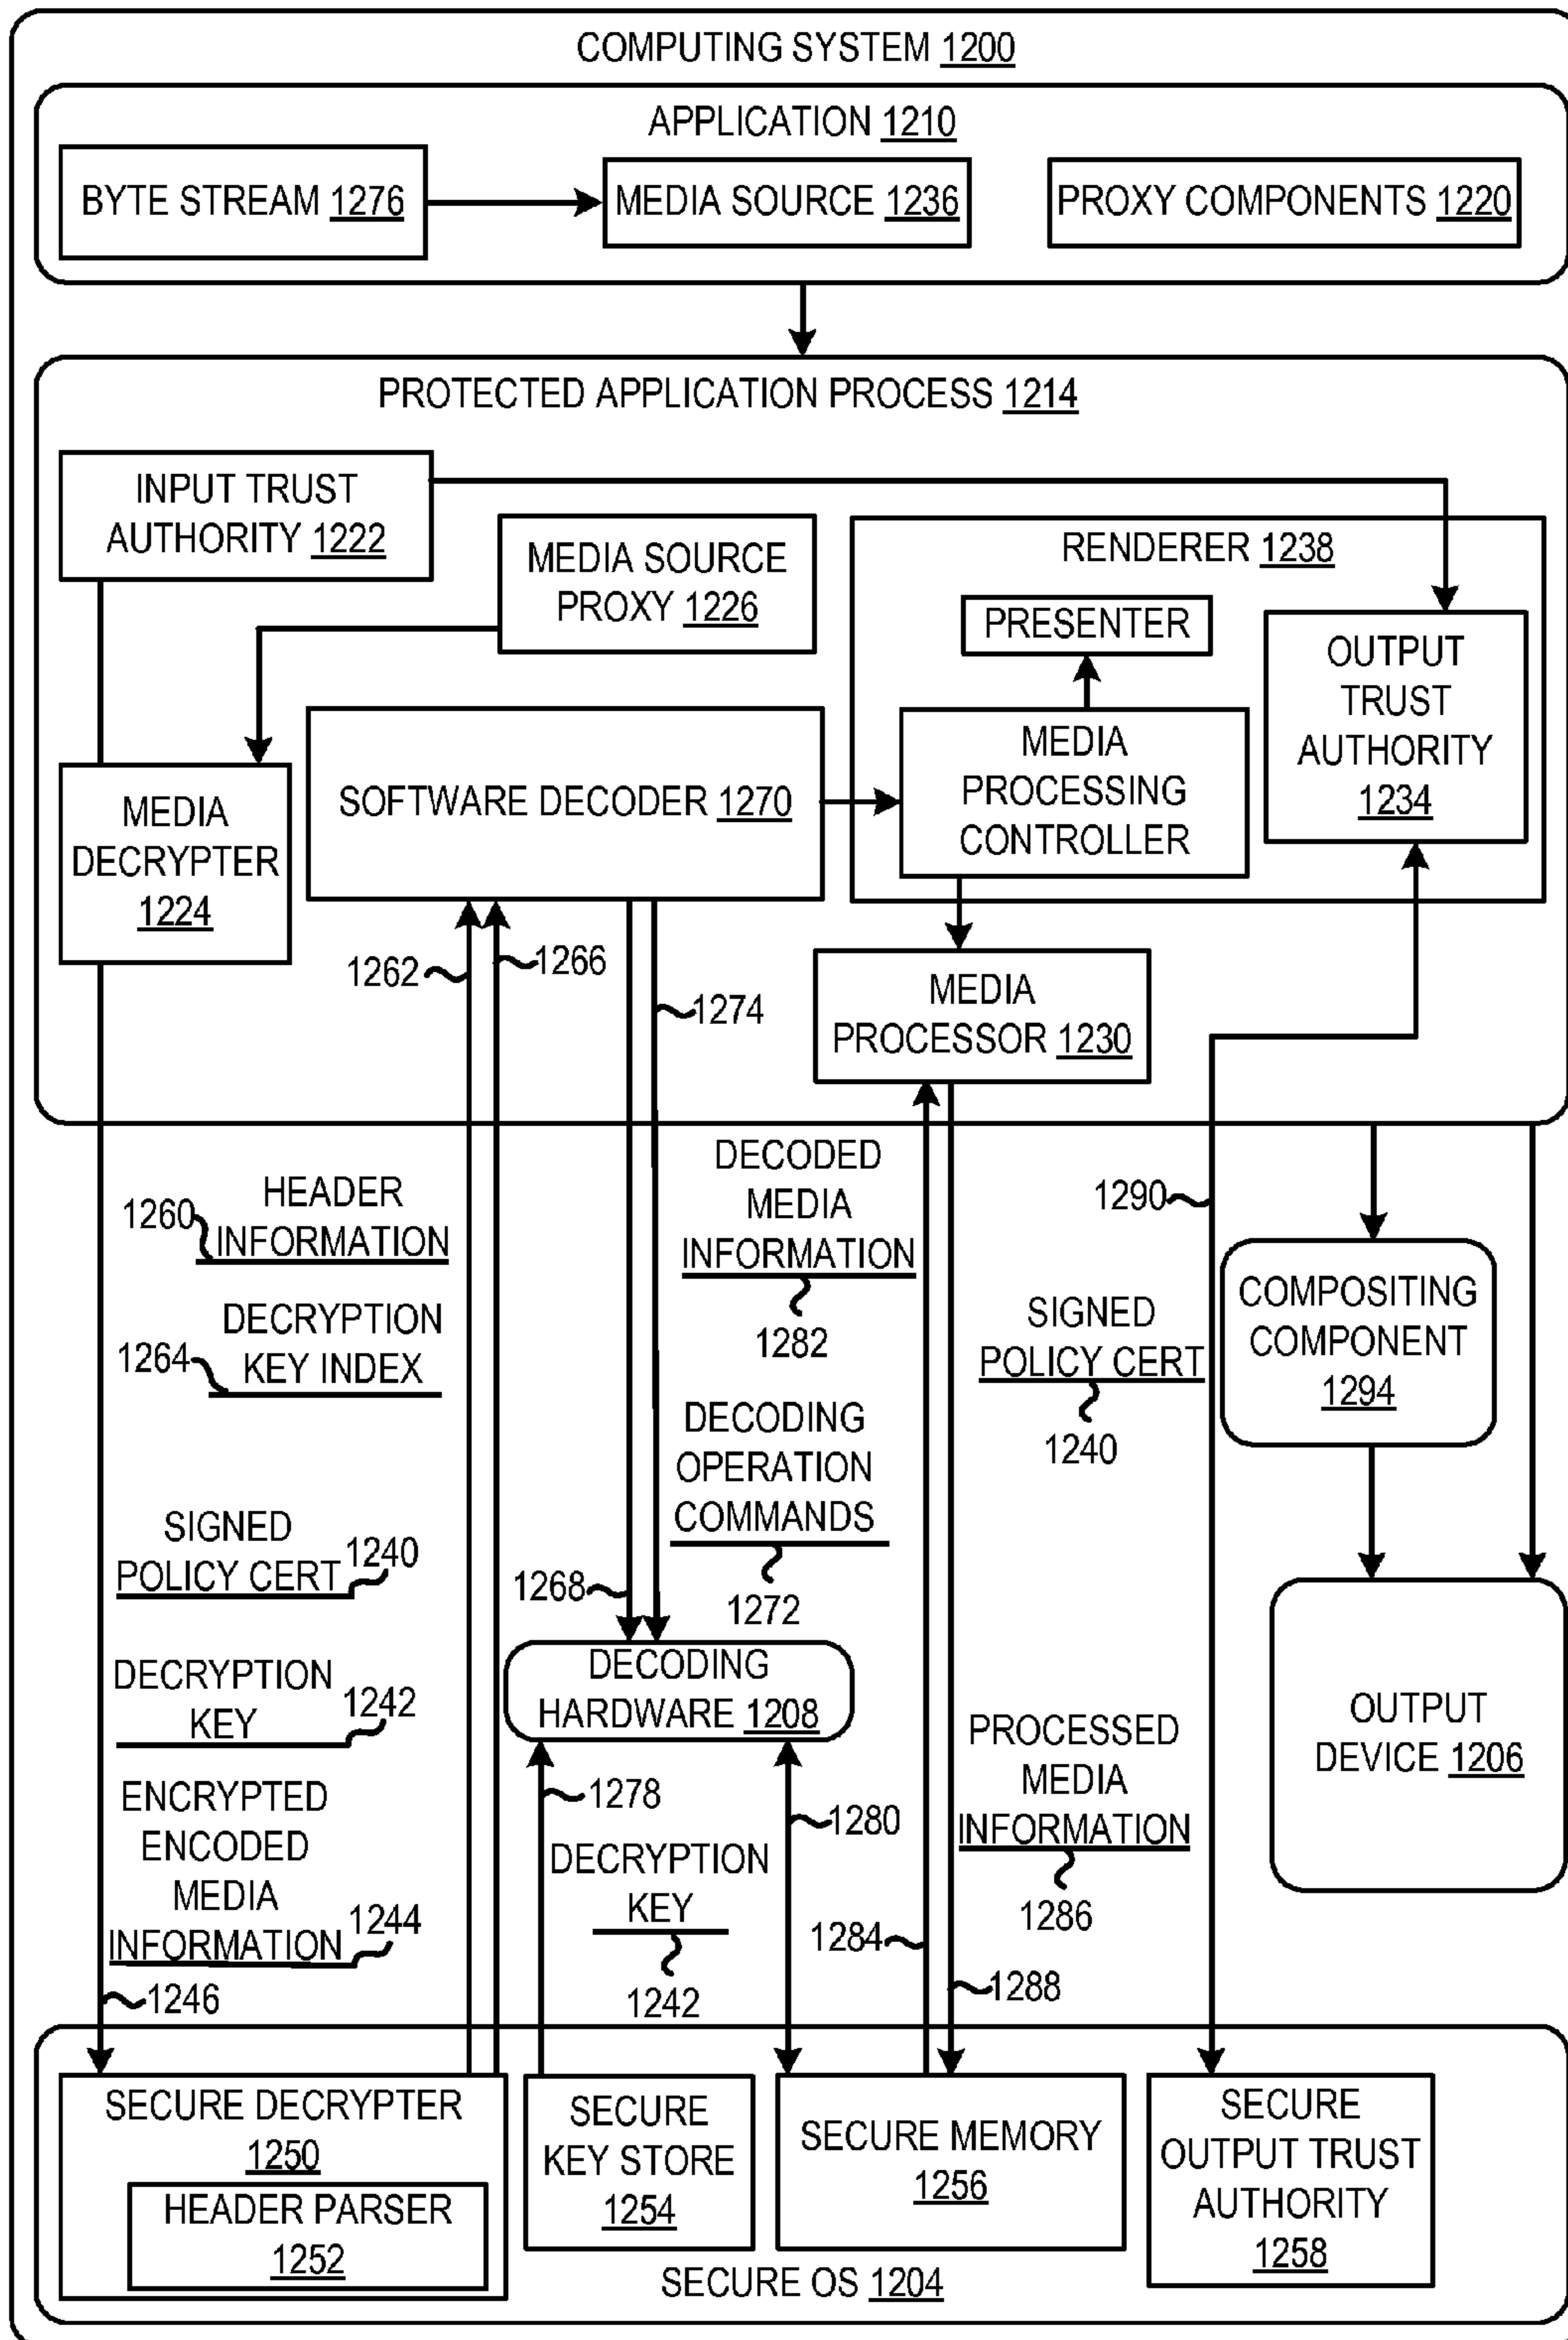 COMPUTING SYSTEM 1200
APPLICATION 1210
BYTE STREAM 1276
MEDIA SOURCE 1236
PROXY COMPONENTS 1220
PROTECTED APPLICATION PROCESS 1214
INPUT TRUST
AUTHORITY 1222
MEDIA SOURCE
PROXY 1226
RENDERER 1238
PRESENTER
OUTPUT
TRUST
AUTHORITY
1234
MEDIA
DECRYPTER
1224
SOFTWARE DECODER 1270
MEDIA
PROCESSING
CONTROLLER
1262
1266
1274
MEDIA
PROCESSOR 1230
1260
HEADER
INFORMATION
DECODED
MEDIA
INFORMATION
1282
1290
COMPOSITING
COMPONENT
1294
1264
DECRYPTION
KEY INDEX
SIGNED
POLICY CERT
1240
DECODING
OPERATION
COMMANDS
1272
SIGNED
POLICY CERT 1240
1268
DECODING
HARDWARE 1208
DECRYPTION
KEY
1242
OUTPUT
DEVICE 1206
PROCESSED
MEDIA
INFORMATION
1286
1278
1280
ENCRYPTED
ENCODED
MEDIA
INFORMATION 1244
DECRYPTION
KEY
1242
1284
1288
1246
SECURE DECRYPTER
1250
HEADER PARSER
1252
SECURE
KEY STORE
1254
SECURE MEMORY
1256
SECURE
OUTPUT TRUST
AUTHORITY
1258
SECURE OS 1204